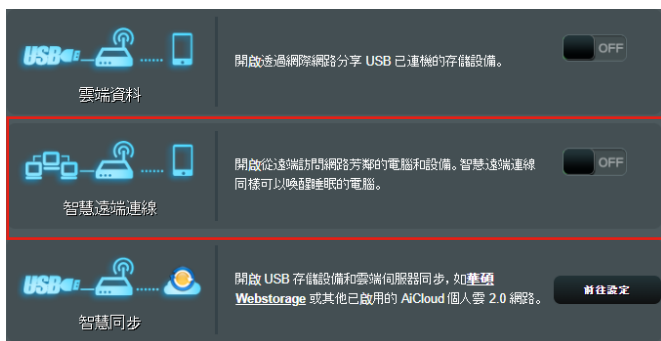 USB
雲端資料
開啟透過網際網路分享 USB 已連機的存儲設備。
OFF
智慧遠端連線
開啟從遠端訪問網路芳鄰的電腦和設備。智慧遠端連線
同樣可以喚醒睡眠的電腦。
OFF
USB
智慧同步
開啟 USB 存儲設備和雲端伺服器同步，如華碩
Webstorage 或其他已啟用的 AiCloud 個人雲 2.0 網路。
前往設定